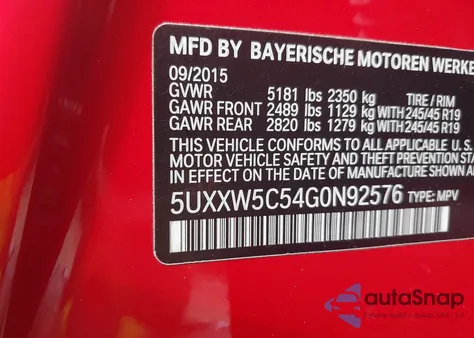 MFD BY BAYERISCHE MOTOREN WERKE
09/2015
GVWR 5181 lbs 2350 kg TIRE / RIM
GAWR FRONT 2489 lbs 1129 kg WITH 245/45 R19
GAWR REAR 2820 lbs 1279 kg WITH 245/45 R19
THIS VEHICLE CONFORMS TO ALL APPLICABLE
U.S. MOTOR VEHICLE SAFETY AND THEFT PREVENTION STA
IN EFFECT ON THE DATE OF MANUFACTURE SHOWN AB
5UXXW5C54G0N92576 TYPE: MPV
autoSnap